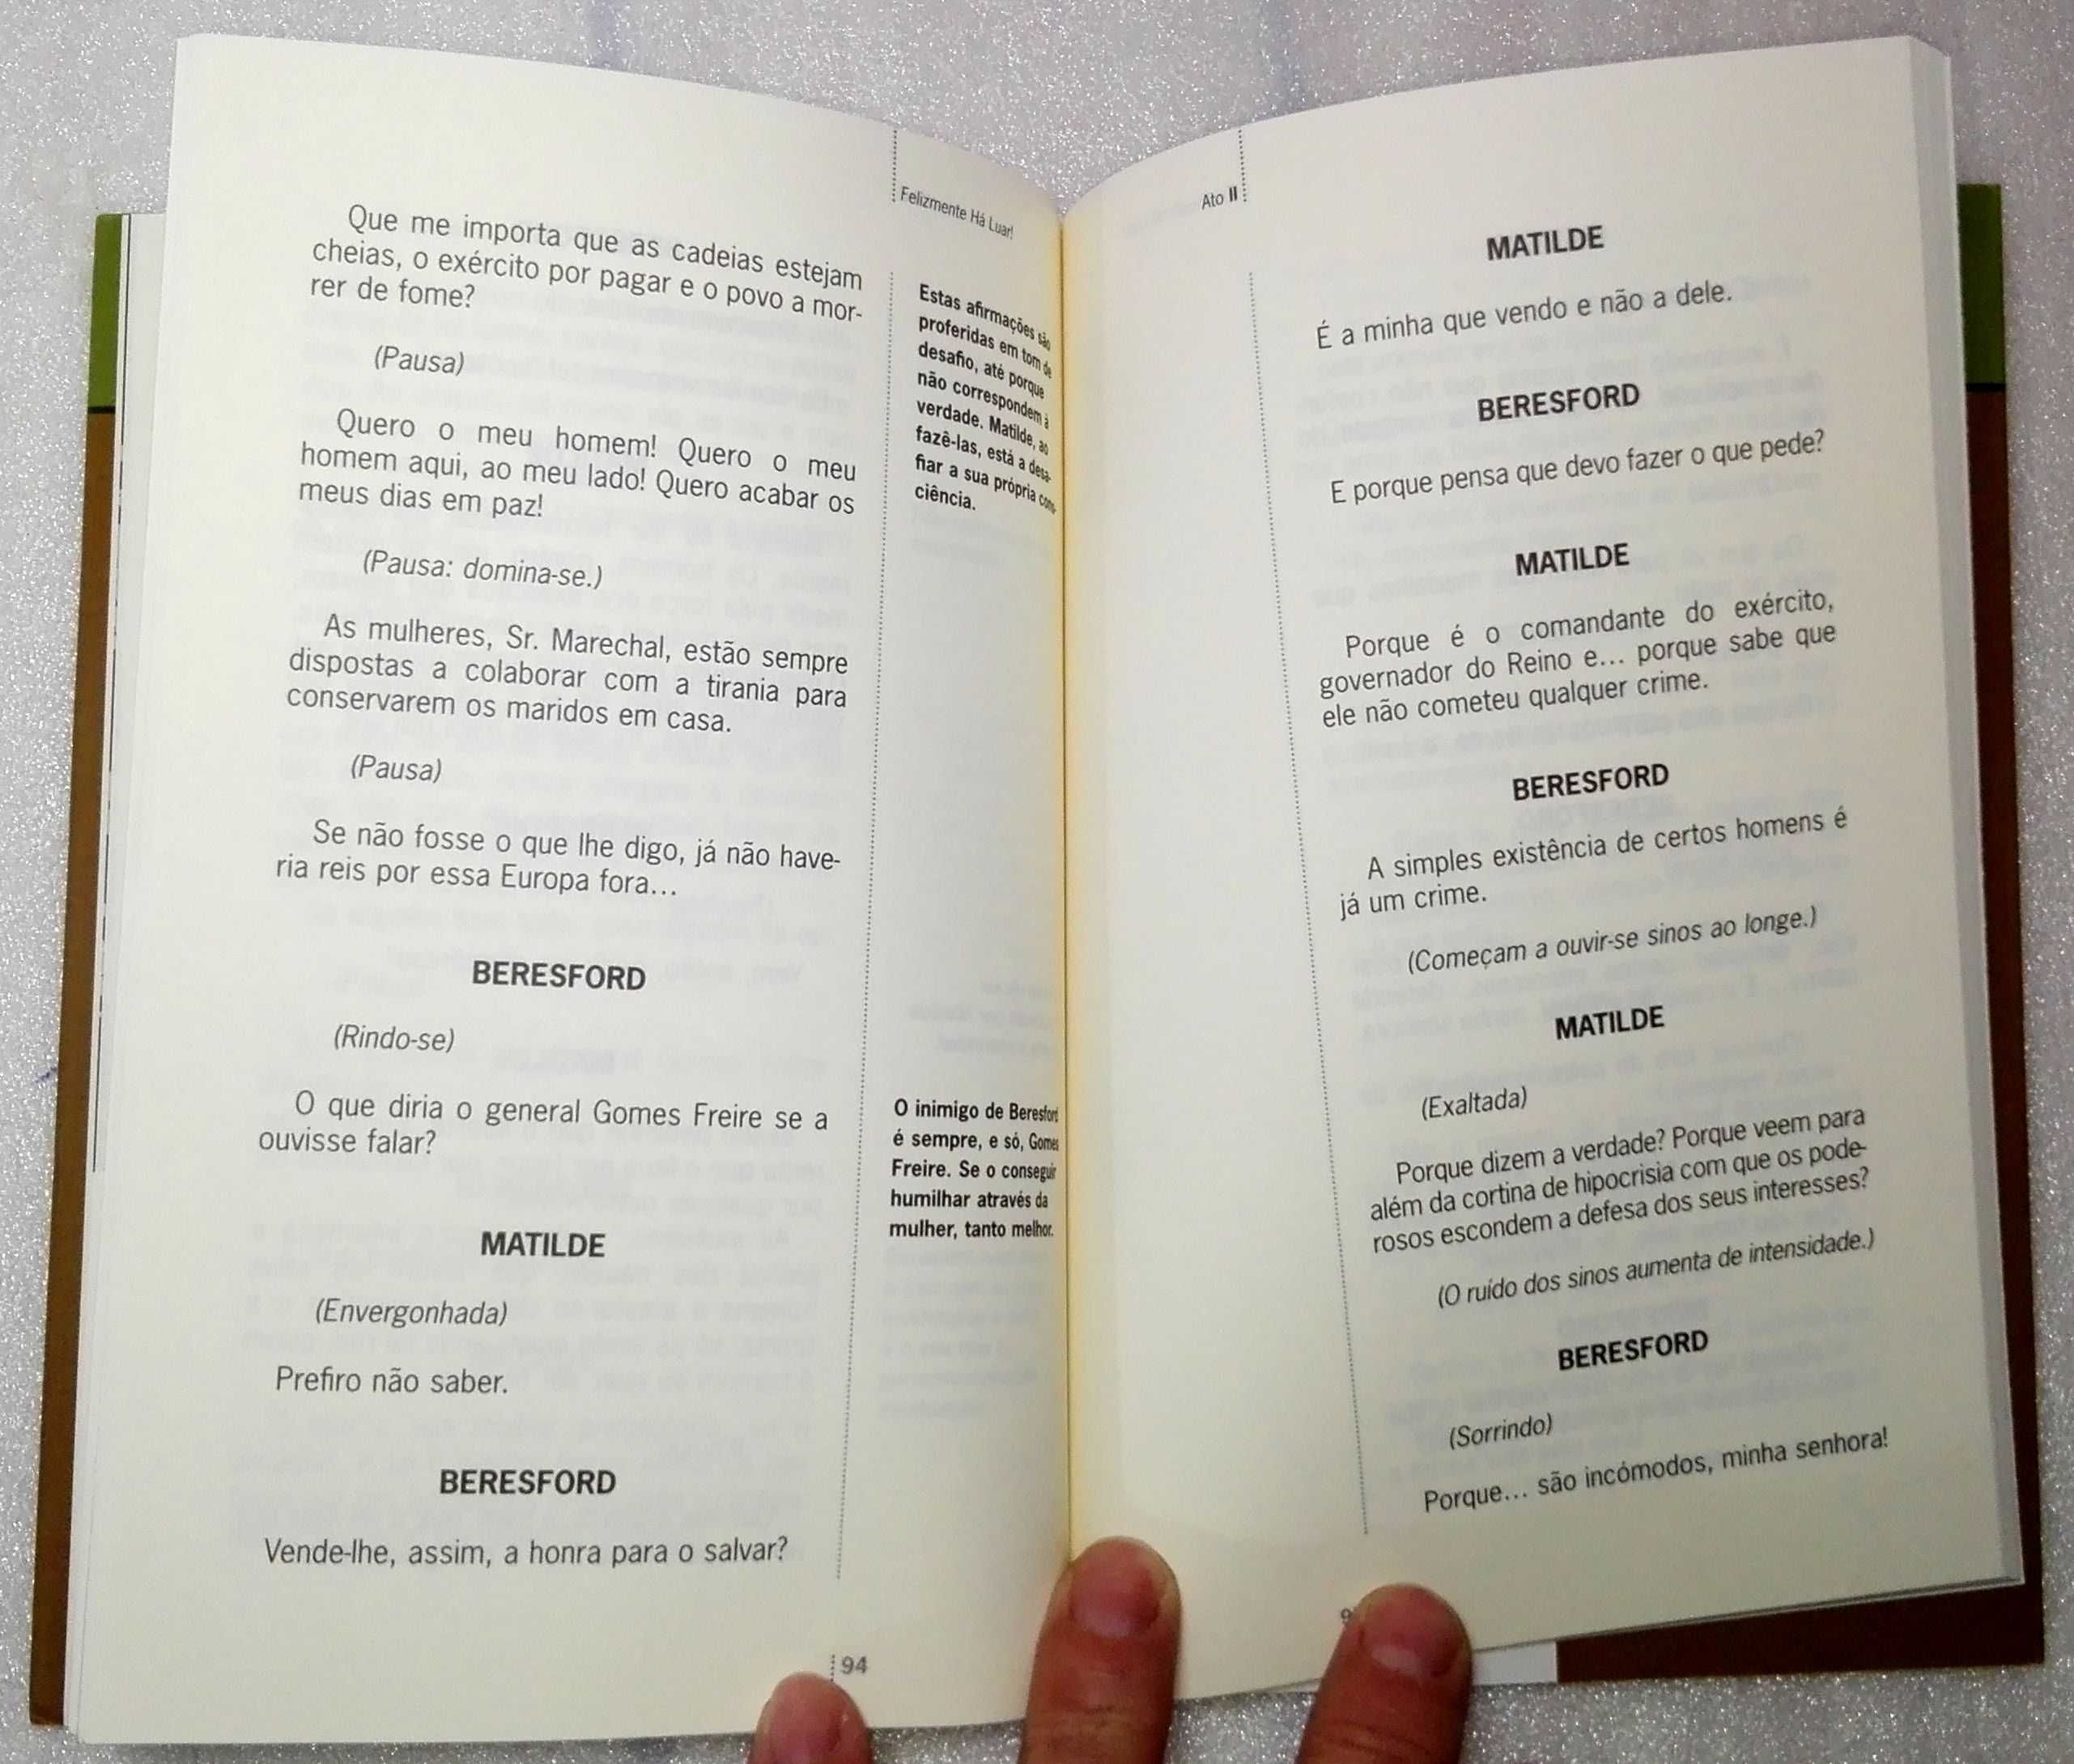 Felizmente Há Luar!
Que me importa que as cadeias estejam
cheias, o exército por pagar e o povo a mor-
rer de fome?
(Pausa)
Quero o meu homem! Quero o meu
homem aqui, ao meu lado! Quero acabar os
meus dias em paz!
(Pausa: domina-se.)
As mulheres, Sr. Marechal, estão sempre
dispostas a colaborar com a tirania para
conservarem os maridos em casa.
(Pausa)
Se não fosse o que lhe digo, já não have-
ria reis por essa Europa fora...
BERESFORD
(Rindo-se)
O que diria o general Gomes Freire se a
ouvisse falar?
MATILDE
(Envergonhada)
Prefiro não saber.
BERESFORD
Vende-lhe, assim, a honra para o salvar?
Estas afirmações são
proferidas em tom de
desafio, até porque
não correspondem à
verdade. Matilde, ao
fazê-las, está a desa-
fiar a sua própria cons-
ciência.
O inimigo de Beresford
é sempre, e só, Gomes
Freire. Se o conseguir
humilhar através da
mulher, tanto melhor.
94
Ato II
MATILDE
É a minha que vendo e não a dele.
BERESFORD
E porque pensa que devo fazer o que pede?
MATILDE
Porque é o comandante do exército,
governador do Reino e... porque sabe que
ele não cometeu qualquer crime.
BERESFORD
A simples existência de certos homens é
já um crime.
(Começam a ouvir-se sinos ao longe.)
MATILDE
(Exaltada)
Porque dizem a verdade? Porque veem para
além da cortina de hipocrisia com que os pode-
rosos escondem a defesa dos seus interesses?
(O ruído dos sinos aumenta de intensidade.)
BERESFORD
(Sorrindo)
Porque... são incómodos, minha senhora!